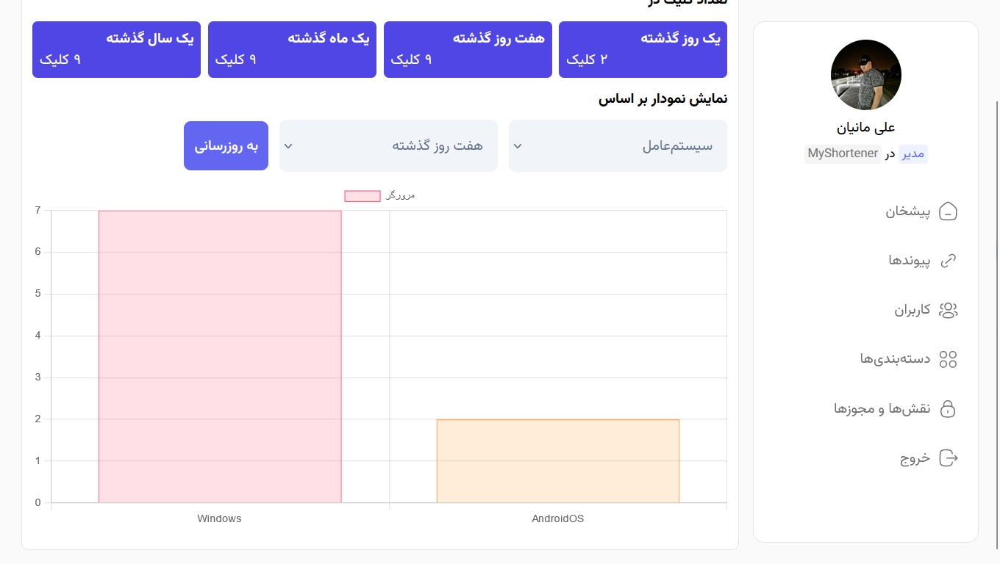 تعداد کلیک در
یک روز گذشته
۲ کلیک
هفت روز گذشته
۹ کلیک
یک ماه گذشته
۹ کلیک
یک سال گذشته
۹ کلیک
نمایش نمودار بر اساس
سیستم‌عامل
هفت روز گذشته
به روزرسانی
مرورگر
7
6
5
4
3
2
1
0
Windows
AndroidOS
علی مانیان
مدیر در MyShortener
پیشخان
پیوندها
کاربران
دسته‌بندی‌ها
نقش‌ها و مجوزها
خروج